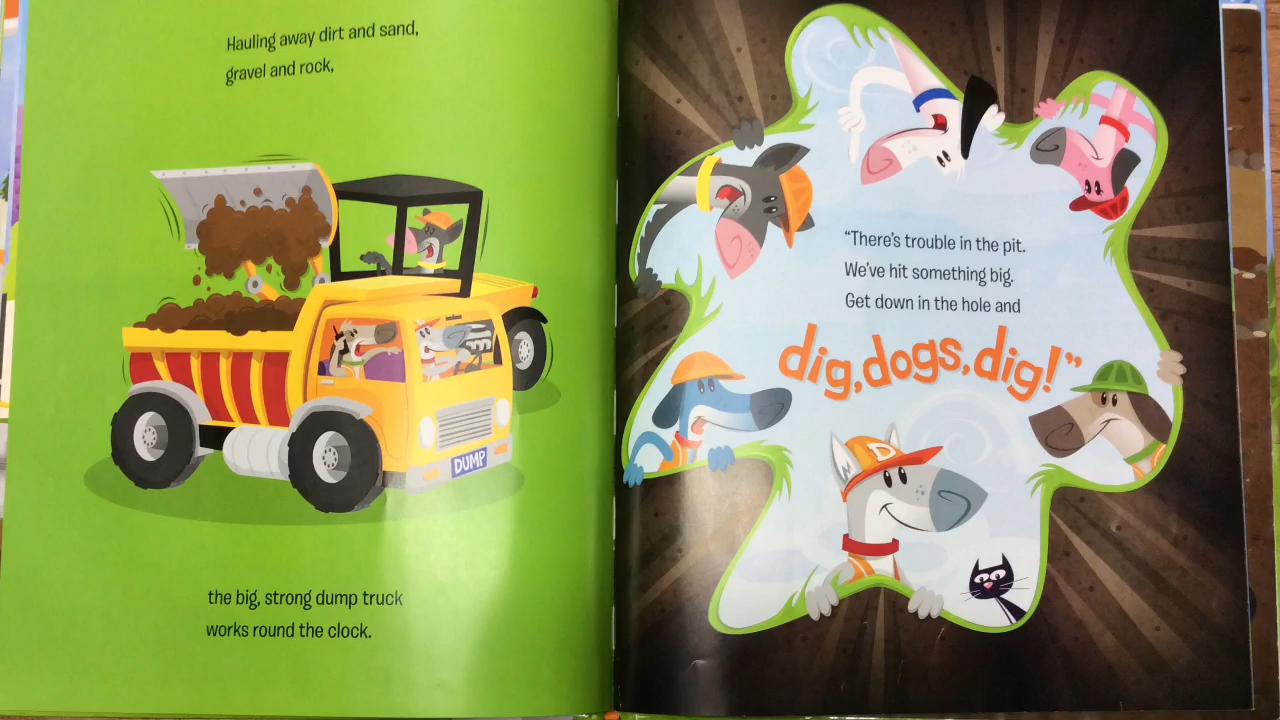 Hauling away dirt and sand,
gravel and rock,
DUMP
the big, strong dump truck
works round the clock.
“There’s trouble in the pit.
We’ve hit something big.
Get down in the hole and
dig, dogs, dig!”
D